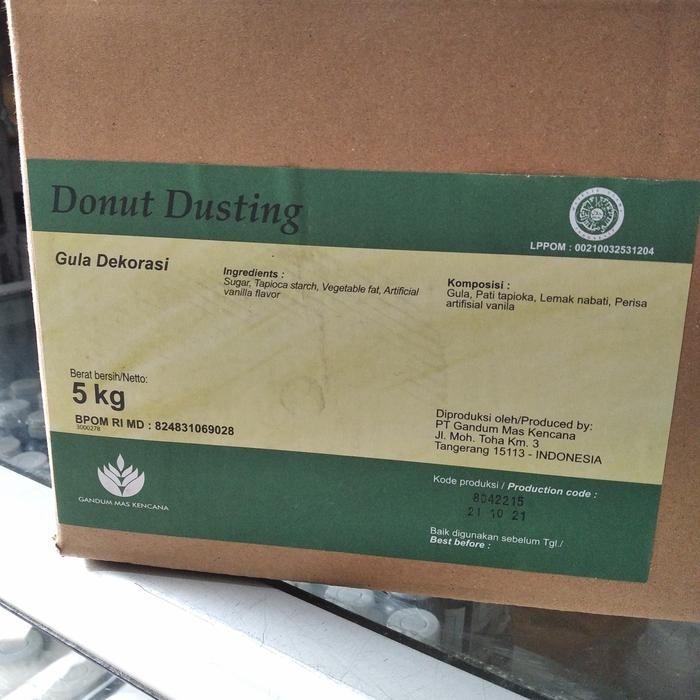 Donut Dusting
LPPOM : 00210032531204
Gula Dekorasi
Ingredients :
Sugar, Tapioca starch, Vegetable fat, Artificial
vanilla flavor
Komposisi :
Gula, Pati tapioka, Lemak nabati, Perisa
artifisial vanila
Berat bersih/Netto:
5 kg
BPOM RI MD : 824831069028
3000278
Diproduksi oleh/Produced by:
PT Gandum Mas Kencana
Jl. Moh. Toha Km. 3
Tangerang 15113 - INDONESIA
GANDUM MAS KENCANA
Kode produksi / Production code :
8042215
21 10 21
Baik digunakan sebelum Tgl./
Best before :